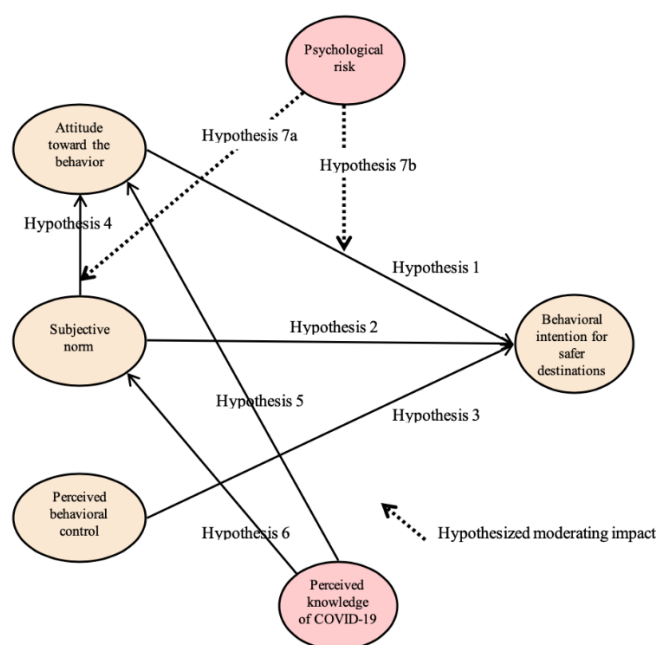 Psychological
risk
Hypothesis 7a
Attitude
toward the
behavior
Hypothesis 7b
Hypothesis 4
Hypothesis 1
Subjective
norm
Hypothesis 2
Behavioral
intention for
safer
destinations
Hypothesis 5
Hypothesis 3
Perceived
behavioral
control
Hypothesis 6
Hypothesized moderating impact
Perceived
knowledge
of COVID-19